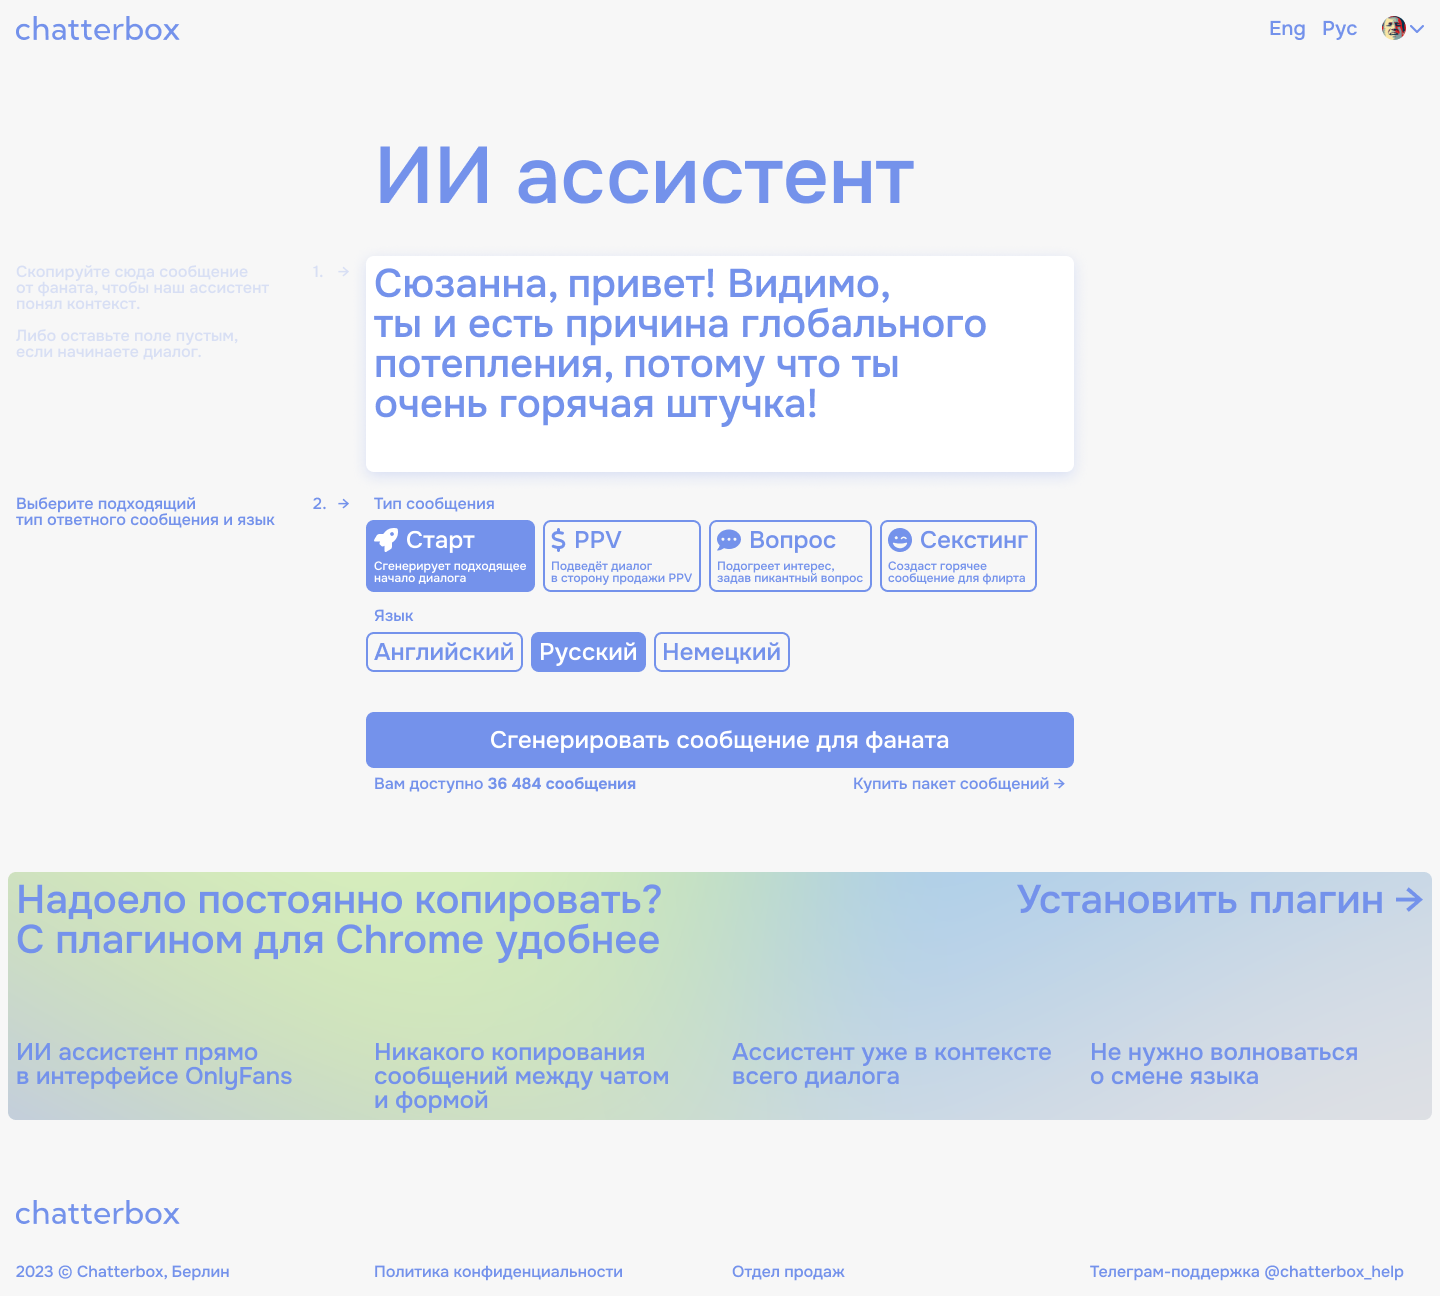 chatterbox
Eng Рус
ИИ ассистент
Скопируйте сюда сообщение
от фаната, чтобы наш ассистент
понял контекст.
Либо оставьте поле пустым,
если начинаете диалог.
1. →
Сюзанна, привет! Видимо,
ты и есть причина глобального
потепления, потому что ты
очень горячая штучка!
Выберите подходящий
тип ответного сообщения и язык
2. →
Тип сообщения
Старт
Сгенерирует подходящее
начало диалога
PPV
Подведёт диалог
в сторону продажи PPV
Вопрос
Подогреет интерес,
задав пикантный вопрос
Секстинг
Создаст горячее
сообщение для флирта
Язык
Английский
Русский
Немецкий
Сгенерировать сообщение для фаната
Вам доступно 36 484 сообщения
Купить пакет сообщений →
Надоело постоянно копировать?
С плагином для Chrome удобнее
Установить плагин →
ИИ ассистент прямо
в интерфейсе OnlyFans
Никакого копирования
сообщений между чатом
и формой
Ассистент уже в контексте
всего диалога
Не нужно волноваться
о смене языка
chatterbox
2023 © Chatterbox, Берлин
Политика конфиденциальности
Отдел продаж
Телеграм-поддержка @chatterbox_help